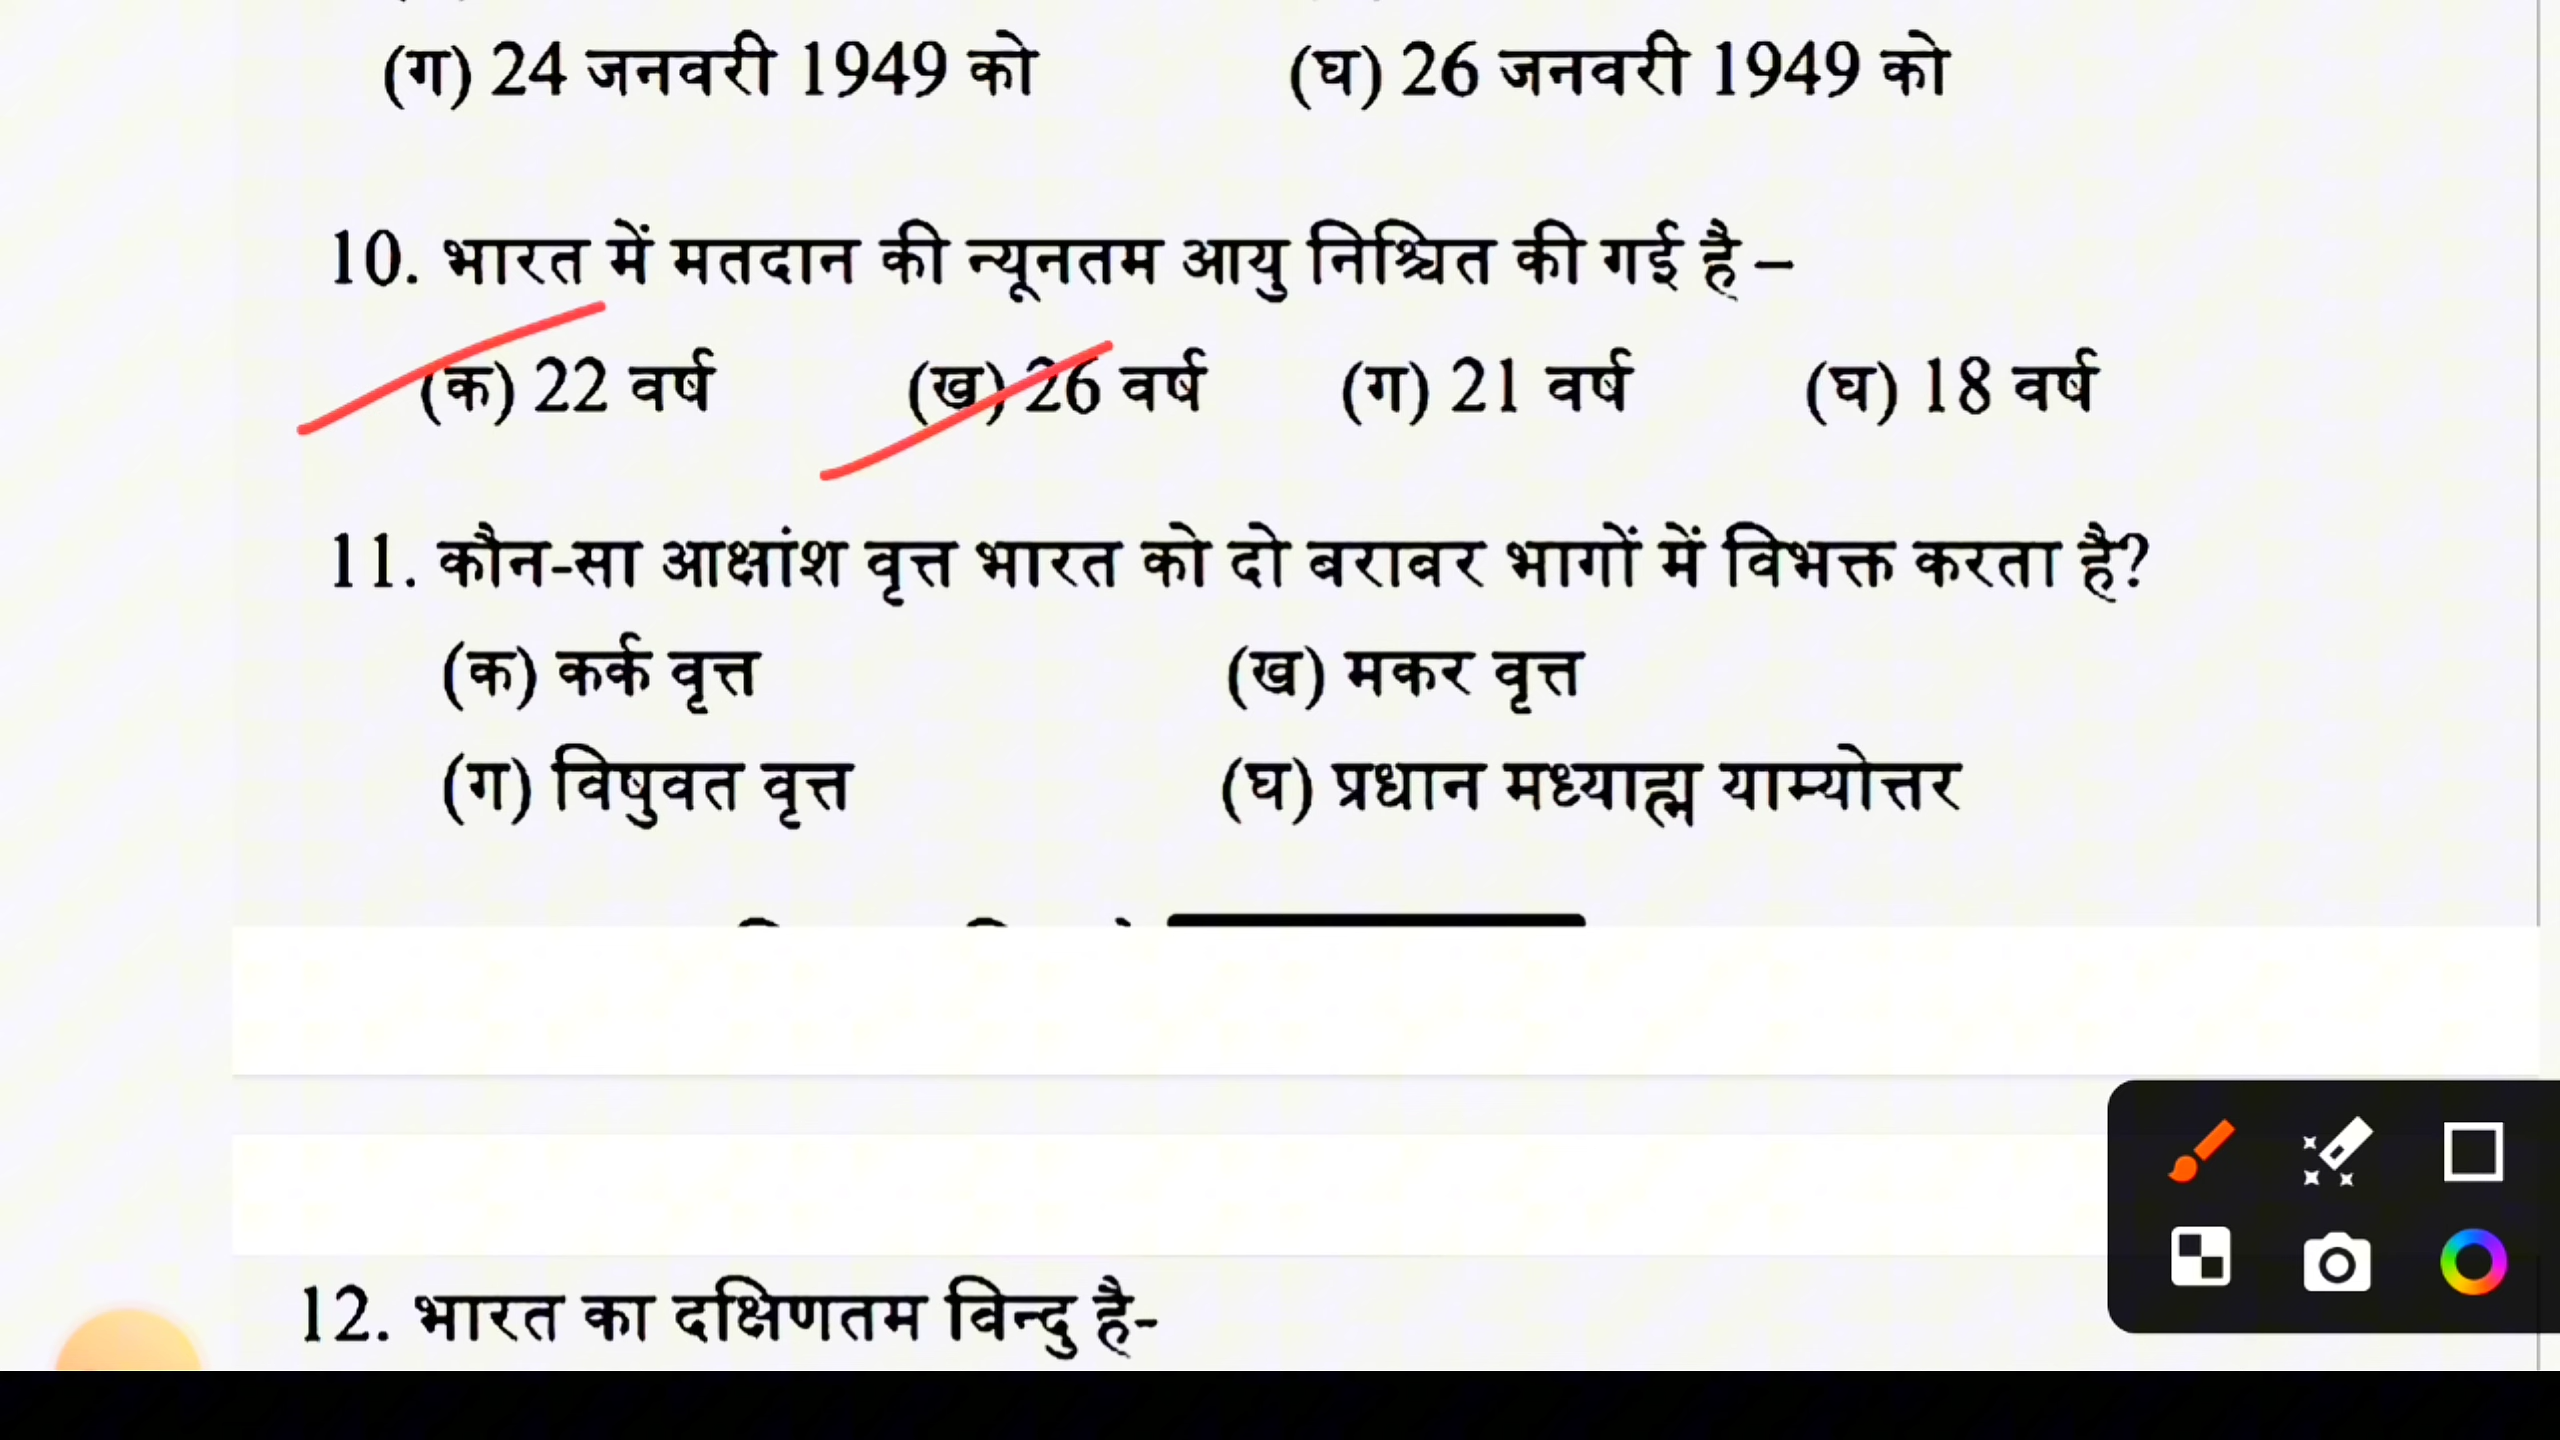 (ग) 24 जनवरी 1949 को (घ) 26 जनवरी 1949 को
10. भारत में मतदान की न्यूनतम आयु निश्चित की गई है –
(क) 22 वर्ष (ख) 26 वर्ष (ग) 21 वर्ष (घ) 18 वर्ष
11. कौन-सा आक्षांश वृत्त भारत को दो बराबर भागों में विभक्त करता है?
(क) कर्क वृत्त (ख) मकर वृत्त
(ग) विषुवत वृत्त (घ) प्रधान मध्याह्म याम्योत्तर
12. भारत का दक्षिणतम बिन्दु है-